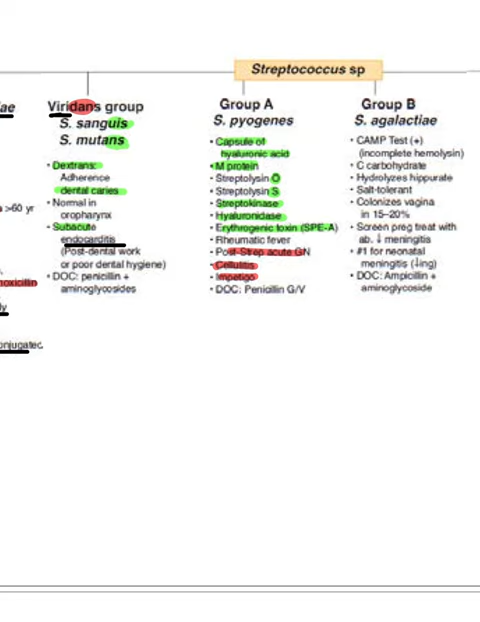 Streptococcus sp
ae
>60 yr
noxicillin
ly
onjugatec.
Viridans group
S. sanguis
S. mutans
• Dextrans:
Adherence
dental caries
• Normal in
oropharynx
• Subacute
endocarditis
(Post-dental work
or poor dental hygiene)
• DOC: penicillin +
aminoglycosides
Group A
S. pyogenes
• Capsule of
hyaluronic acid
• M protein
• Streptolysin O
• Streptolysin S
• Streptokinase
• Hyaluronidase
• Erythrogenic toxin (SPE-A)
• Rheumatic fever
• Post-Strep acute GN
• Cellulitis
• Impetigo
• DOC: Penicillin G/V
Group B
S. agalactiae
• CAMP Test (+)
(incomplete hemolysin)
• C carbohydrate
• Hydrolyzes hippurate
• Salt-tolerant
• Colonizes vagina
in 15–20%
• Screen preg treat with
ab. ↓ meningitis
• #1 for neonatal
meningitis (↓ing)
• DOC: Ampicillin +
aminoglycoside